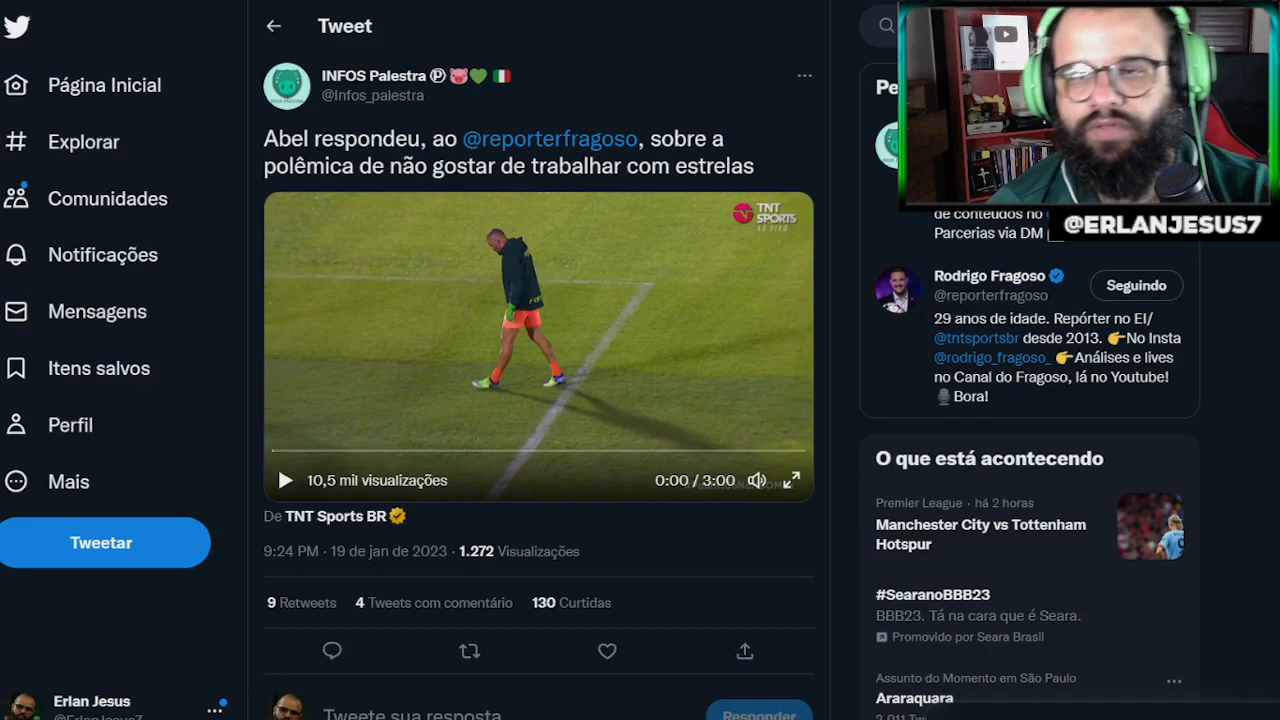 Página Inicial
Explorar
Comunidades
Notificações
Mensagens
Itens salvos
Perfil
Mais
Tweetar
Erlan Jesus
@ErlanJesus7
Tweet
INFOS Palestra Ⓟ🐷💚 🇮🇹
@Infos_palestra
Abel respondeu, ao @reporterfragoso, sobre a
polêmica de não gostar de trabalhar com estrelas
TNT
SPORTS
AO VIVO
10,5 mil visualizações
0:00 / 3:00
De TNT Sports BR
9:24 PM · 19 de jan de 2023 · 1.272 Visualizações
9 Retweets 4 Tweets com comentário 130 Curtidas
Tweete sua resposta
Responder
Pe
@ERLANJESUS7
de conteúdos no
Parcerias via DM
Rodrigo Fragoso
@reporterfragoso
Seguindo
29 anos de idade. Repórter no EI/
@tntsportsbr desde 2013. 👉No Insta
@rodrigo_fragoso_ 👉Análises e lives
no Canal do Fragoso, lá no Youtube!
🎙Bora!
O que está acontecendo
Premier League · há 2 horas
Manchester City vs Tottenham
Hotspur
#SearanoBBB23
BBB23. Tá na cara que é Seara.
Promovido por Seara Brasil
Assunto do Momento em São Paulo
Araraquara